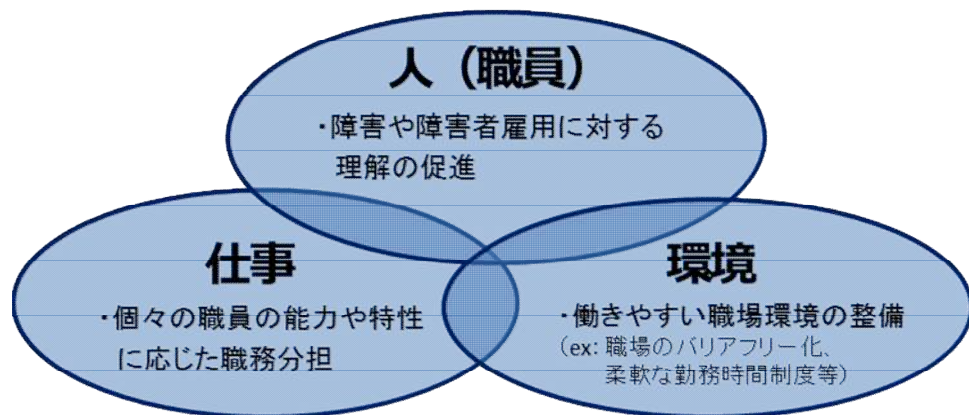 人（職員）
・障害や障害者雇用に対する
理解の促進
仕事
・個々の職員の能力や特性
に応じた職務分担
環境
・働きやすい職場環境の整備
（ex: 職場のバリアフリー化、
柔軟な勤務時間制度等）